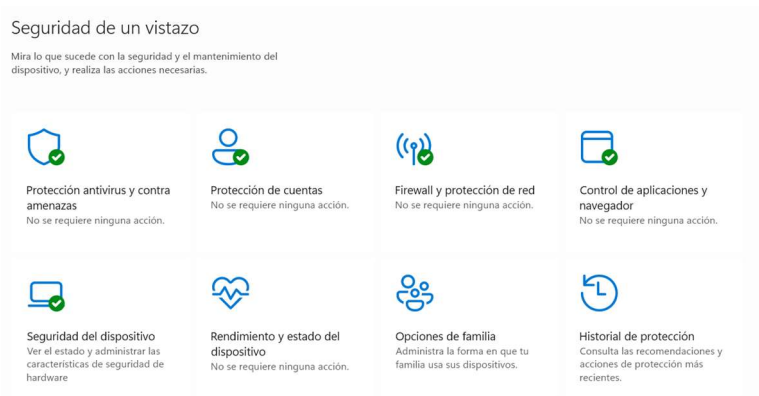 Seguridad de un vistazo
Mira lo que sucede con la seguridad y el mantenimiento del
dispositivo, y realiza las acciones necesarias.
Protección antivirus y contra
amenazas
No se requiere ninguna acción.
Protección de cuentas
No se requiere ninguna acción.
Firewall y protección de red
No se requiere ninguna acción.
Control de aplicaciones y
navegador
No se requiere ninguna acción.
Seguridad del dispositivo
Ver el estado y administrar las
características de seguridad de
hardware
Rendimiento y estado del
dispositivo
No se requiere ninguna acción.
Opciones de familia
Administra la forma en que tu
familia usa sus dispositivos.
Historial de protección
Consulta las recomendaciones y
acciones de protección más
recientes.